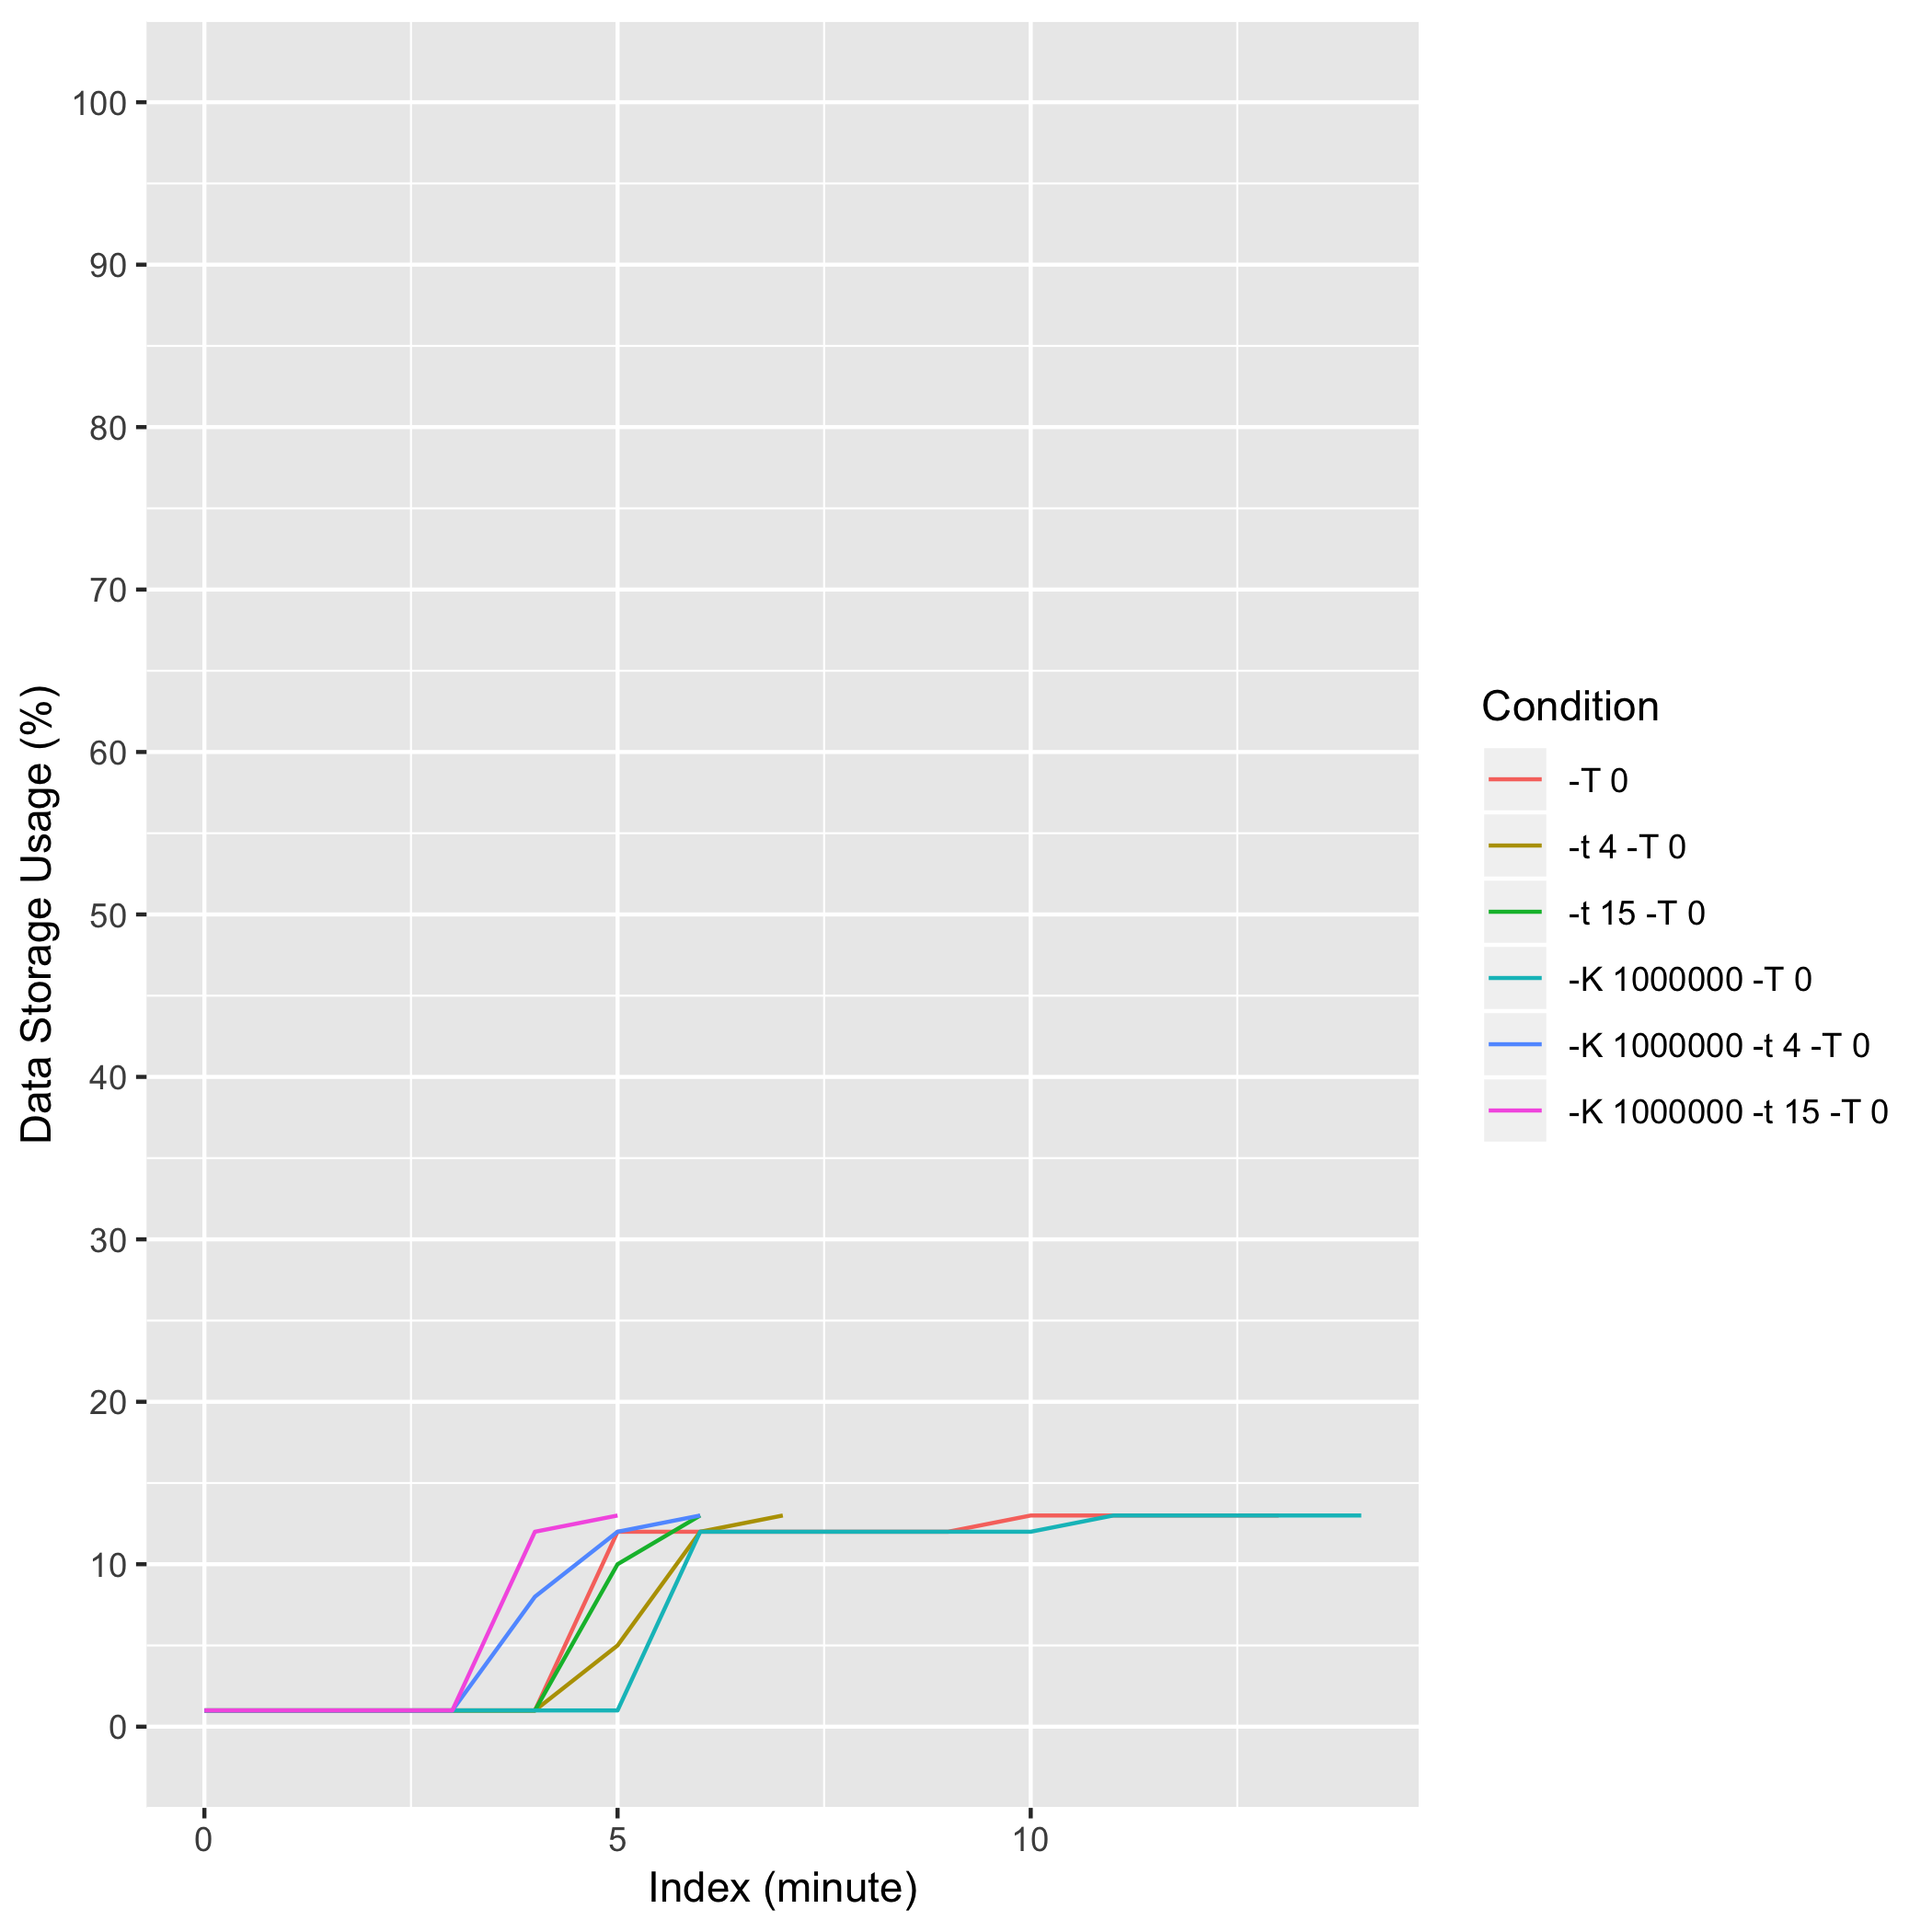 100
90
80
70
60
50
40
30
20
10
0
Data Storage Usage (%)
0 5 10
Index (minute)
Condition
-T 0
-t 4 -T 0
-t 15 -T 0
-K 1000000 -T 0
-K 1000000 -t 4 -T 0
-K 1000000 -t 15 -T 0